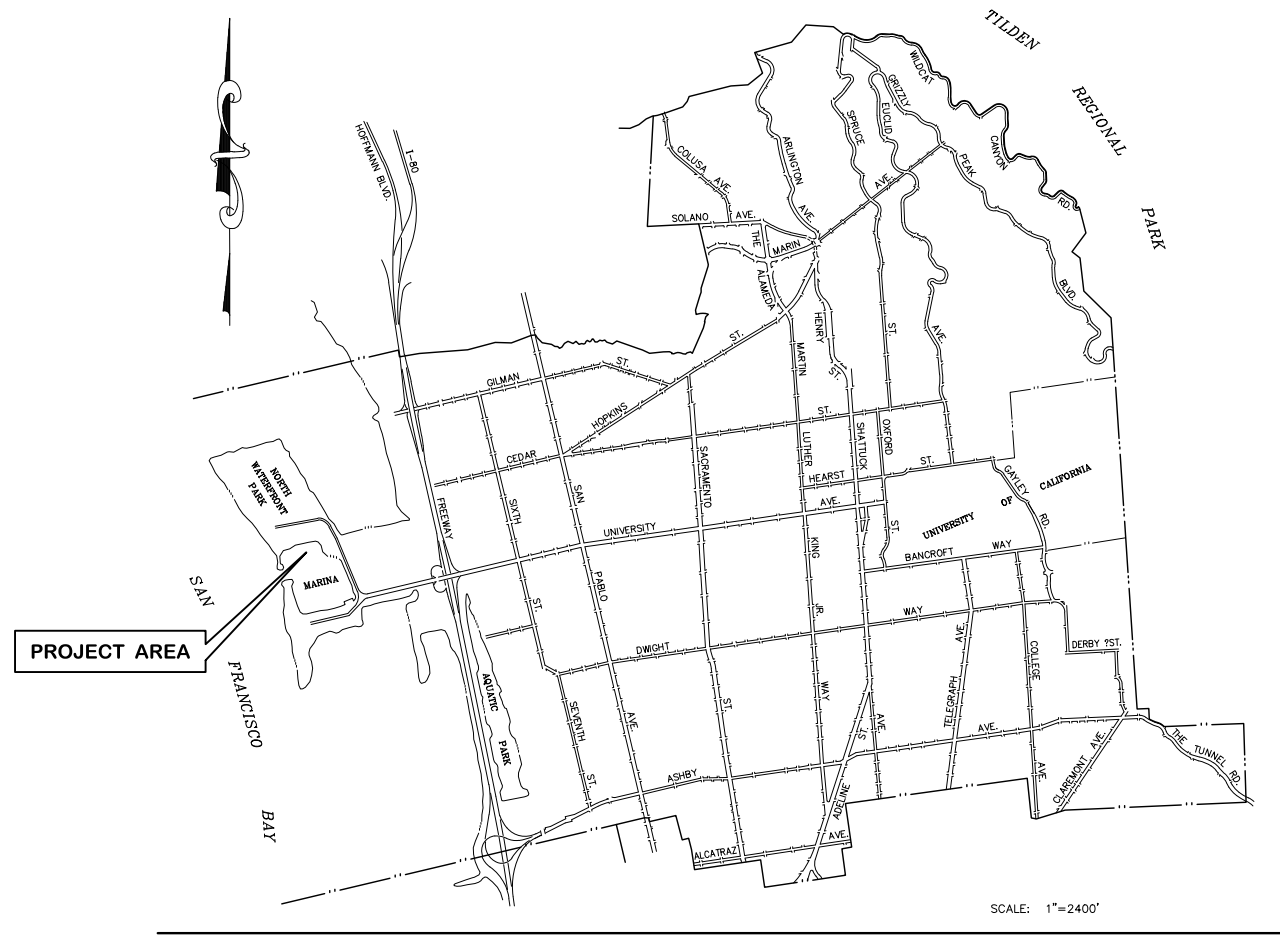 TILDEN
REGIONAL
PARK
WILDCAT
CANYON
RD.
GRIZZLY
PEAK
BLVD.
EUCLID
AVE.
SPRUCE
ST.
ARLINGTON
AVE.
COLUSA AVE.
SOLANO AVE.
THE
ALAMEDA
MARIN
AVE.
HOFFMANN BLVD.
I-80
HENRY
ST.
HOPKINS
ST.
GILMAN
ST.
CEDAR
ST.
MARTIN
LUTHER
KING
JR.
WAY
SHATTUCK
AVE.
OXFORD
ST.
HEARST
ST.
SACRAMENTO
ST.
SAN
PABLO
AVE.
SIXTH
ST.
FREEWAY
UNIVERSITY
AVE.
GAYLEY
RD.
UNIVERSITY
OF
CALIFORNIA
BANCROFT
WAY
NORTH
WATERFRONT
PARK
MARINA
SAN
FRANCISCO
BAY
PROJECT AREA
DWIGHT
WAY
DERBY ?ST.
COLLEGE
AVE.
TELEGRAPH
AVE.
AQUATIC
PARK
SEVENTH
ST.
ASHBY
AVE.
ADELINE
ST.
CLAREMONT AVE.
THE
TUNNEL
RD.
ALCATRAZ
AVE.
SCALE: 1"=2400'